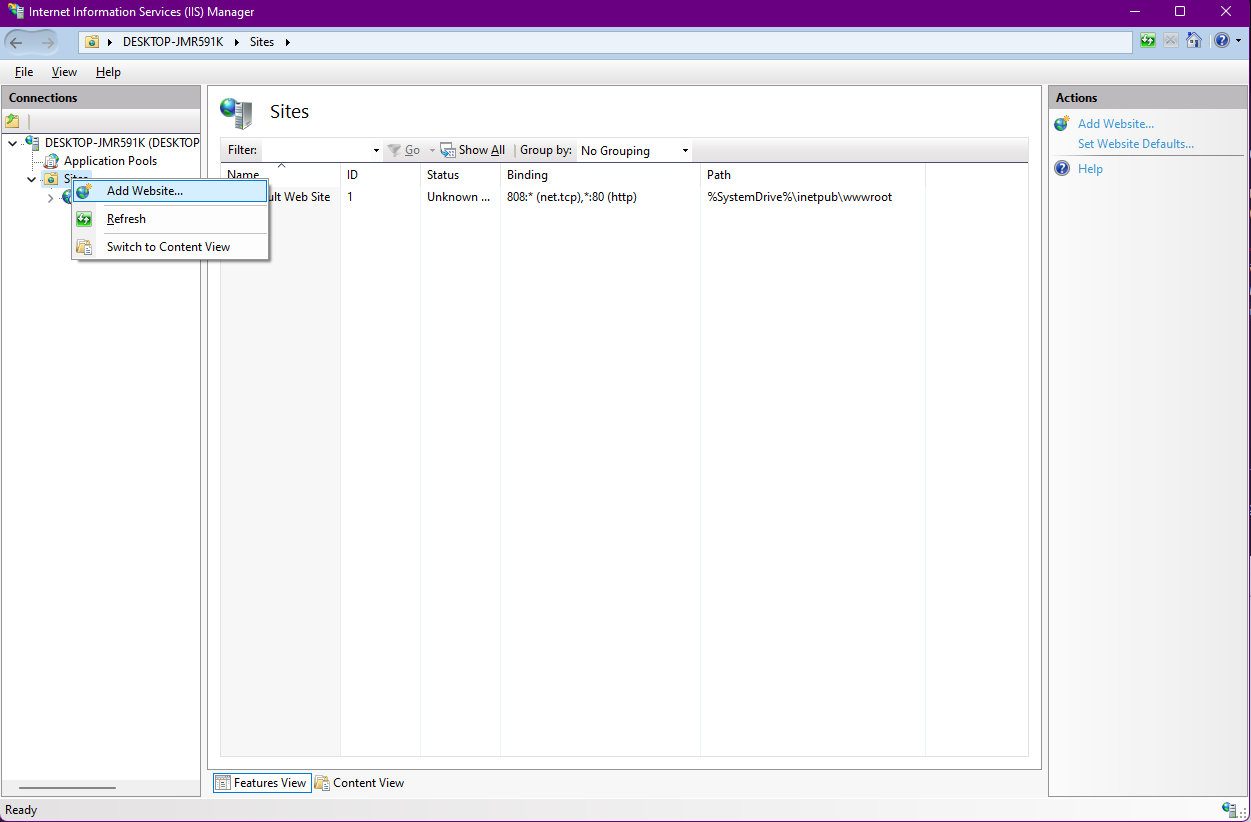 Internet Information Services (IIS) Manager
DESKTOP-JMR591K Sites
File View Help
Connections
DESKTOP-JMR591K (DESKTOP
Application Pools
Sites
Add Website...
Refresh
Switch to Content View
Sites
Filter: Go Show All Group by: No Grouping
Name ID Status Binding Path
ult Web Site 1 Unknown ... 808:* (net.tcp),*:80 (http) %SystemDrive%\inetpub\wwwroot
Features View Content View
Actions
Add Website...
Set Website Defaults...
Help
Ready